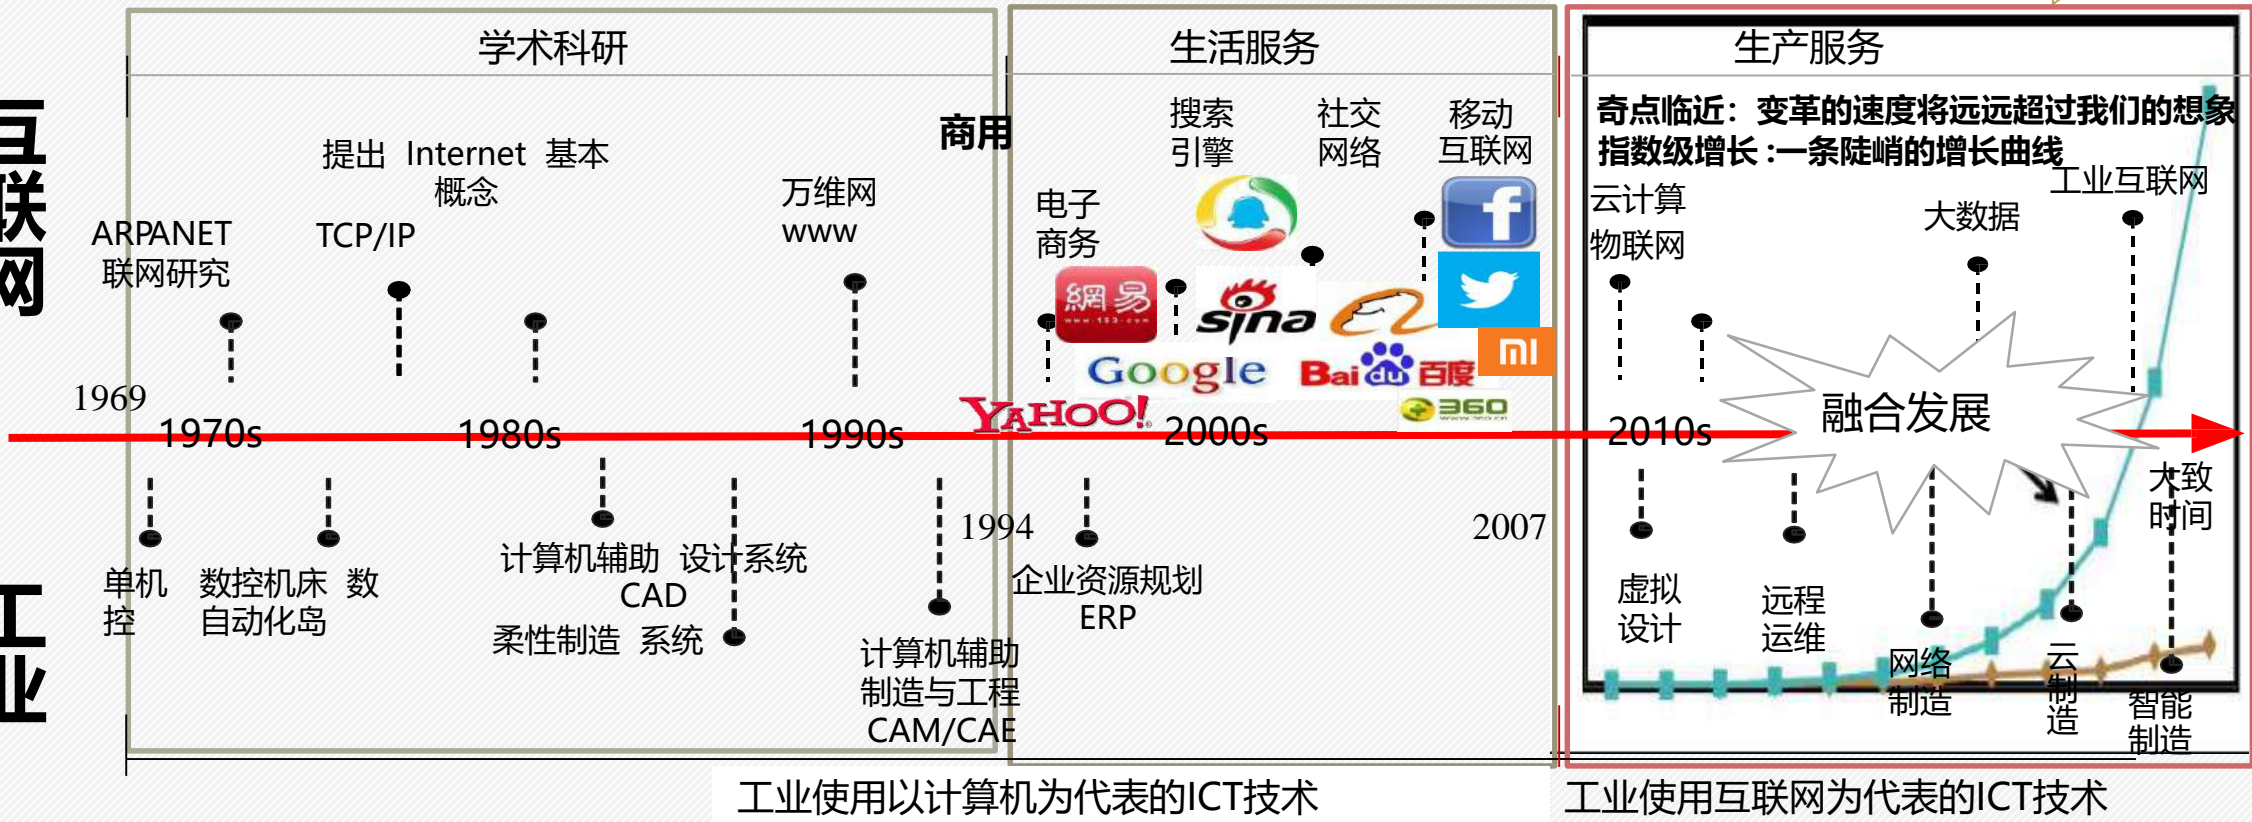 学术科研
生活服务
生产服务
互联网
奇点临近：变革的速度将远远超过我们的想象
指数级增长:一条陡峭的增长曲线
商用
提出 Internet 基本
概念
ARPANET
联网研究
TCP/IP
万维网
www
电子
商务
搜索
引擎
社交
网络
移动
互联网
云计算
物联网
大数据
工业互联网
網易
www.163.com
sina
f
mi
Google
Bai du 百度
YAHOO!
360
融合发展
1969
1970s
1980s
1990s
2000s
2010s
大致
时间
1994
2007
工业
单机
控
数控机床 数
自动化岛
计算机辅助 设计系统
CAD
柔性制造 系统
计算机辅助
制造与工程
CAM/CAE
企业资源规划
ERP
虚拟
设计
远程
运维
网络
制造
云
制
造
智能
制造
工业使用以计算机为代表的ICT技术
工业使用互联网为代表的ICT技术